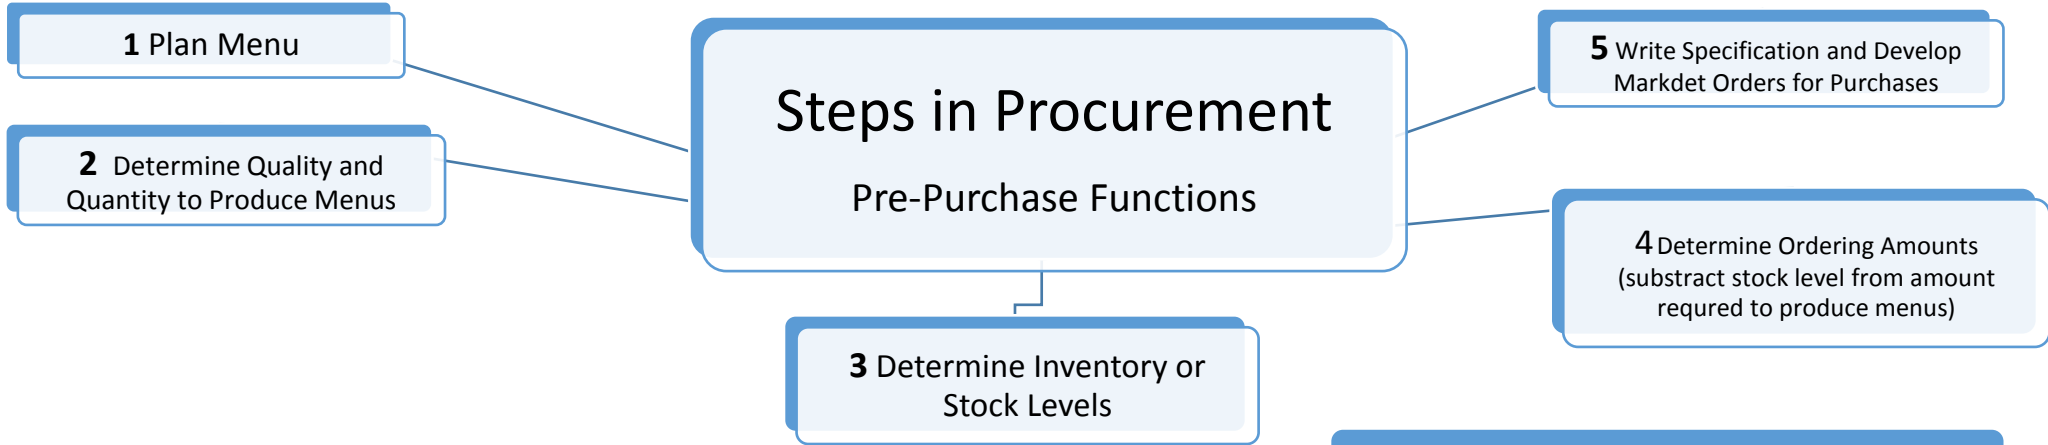 1 Plan Menu
2 Determine Quality and
Quantity to Produce Menus
Steps in Procurement
Pre-Purchase Functions
3 Determine Inventory or
Stock Levels
4 Determine Ordering Amounts
(substract stock level from amount
requred to produce menus)
5 Write Specification and Develop
Markdet Orders for Purchases